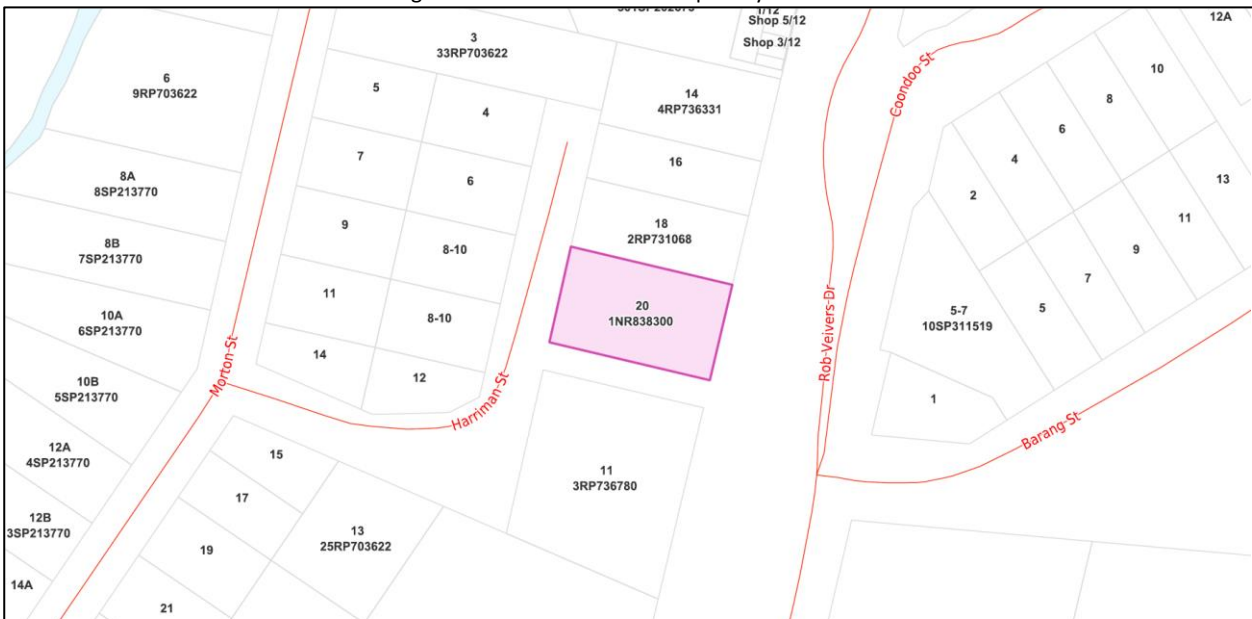 1/12
Shop 5/12
Shop 3/12
12A
3
33RP703622
6
9RP703622
5
4
14
4RP736331
Coondoo St
10
8
6
4
2
7
6
16
8A
8SP213770
13
11
9
7
5
9
8-10
18
2RP731068
8B
7SP213770
11
8-10
20
1NR838300
5-7
10SP311519
10A
6SP213770
Rob Veivers Dr
14
12
Morton St
10B
5SP213770
Harriman St
1
Barang St
12A
4SP213770
15
17
11
3RP736780
12B
3SP213770
19
13
25RP703622
14A
21